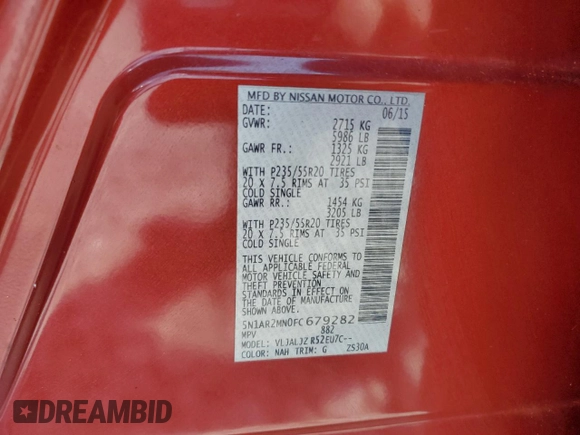 MFD BY NISSAN MOTOR CO., LTD.
DATE: 06/15
GVWR: 2715 KG
5986 LB
GAWR FR.: 1325 KG
2921 LB
WITH P235/55R20 TIRES
20 X 7.5 RIMS AT 35 PSI
COLD SINGLE
GAWR RR.: 1454 KG
3205 LB
WITH P235/55R20 TIRES
20 X 7.5 RIMS AT 35 PSI
COLD SINGLE
THIS VEHICLE CONFORMS TO
ALL APPLICABLE FEDERAL
MOTOR VEHICLE SAFETY AND
THEFT PREVENTION
STANDARDS IN EFFECT ON
THE DATE OF MANUFACTURE
SHOWN ABOVE.
5N1AR2MN0FC679282
MPV 882
MODEL: VLJALJZ R52EU7C--
COLOR: NAH TRIM: G ZS30A
DREAMBID